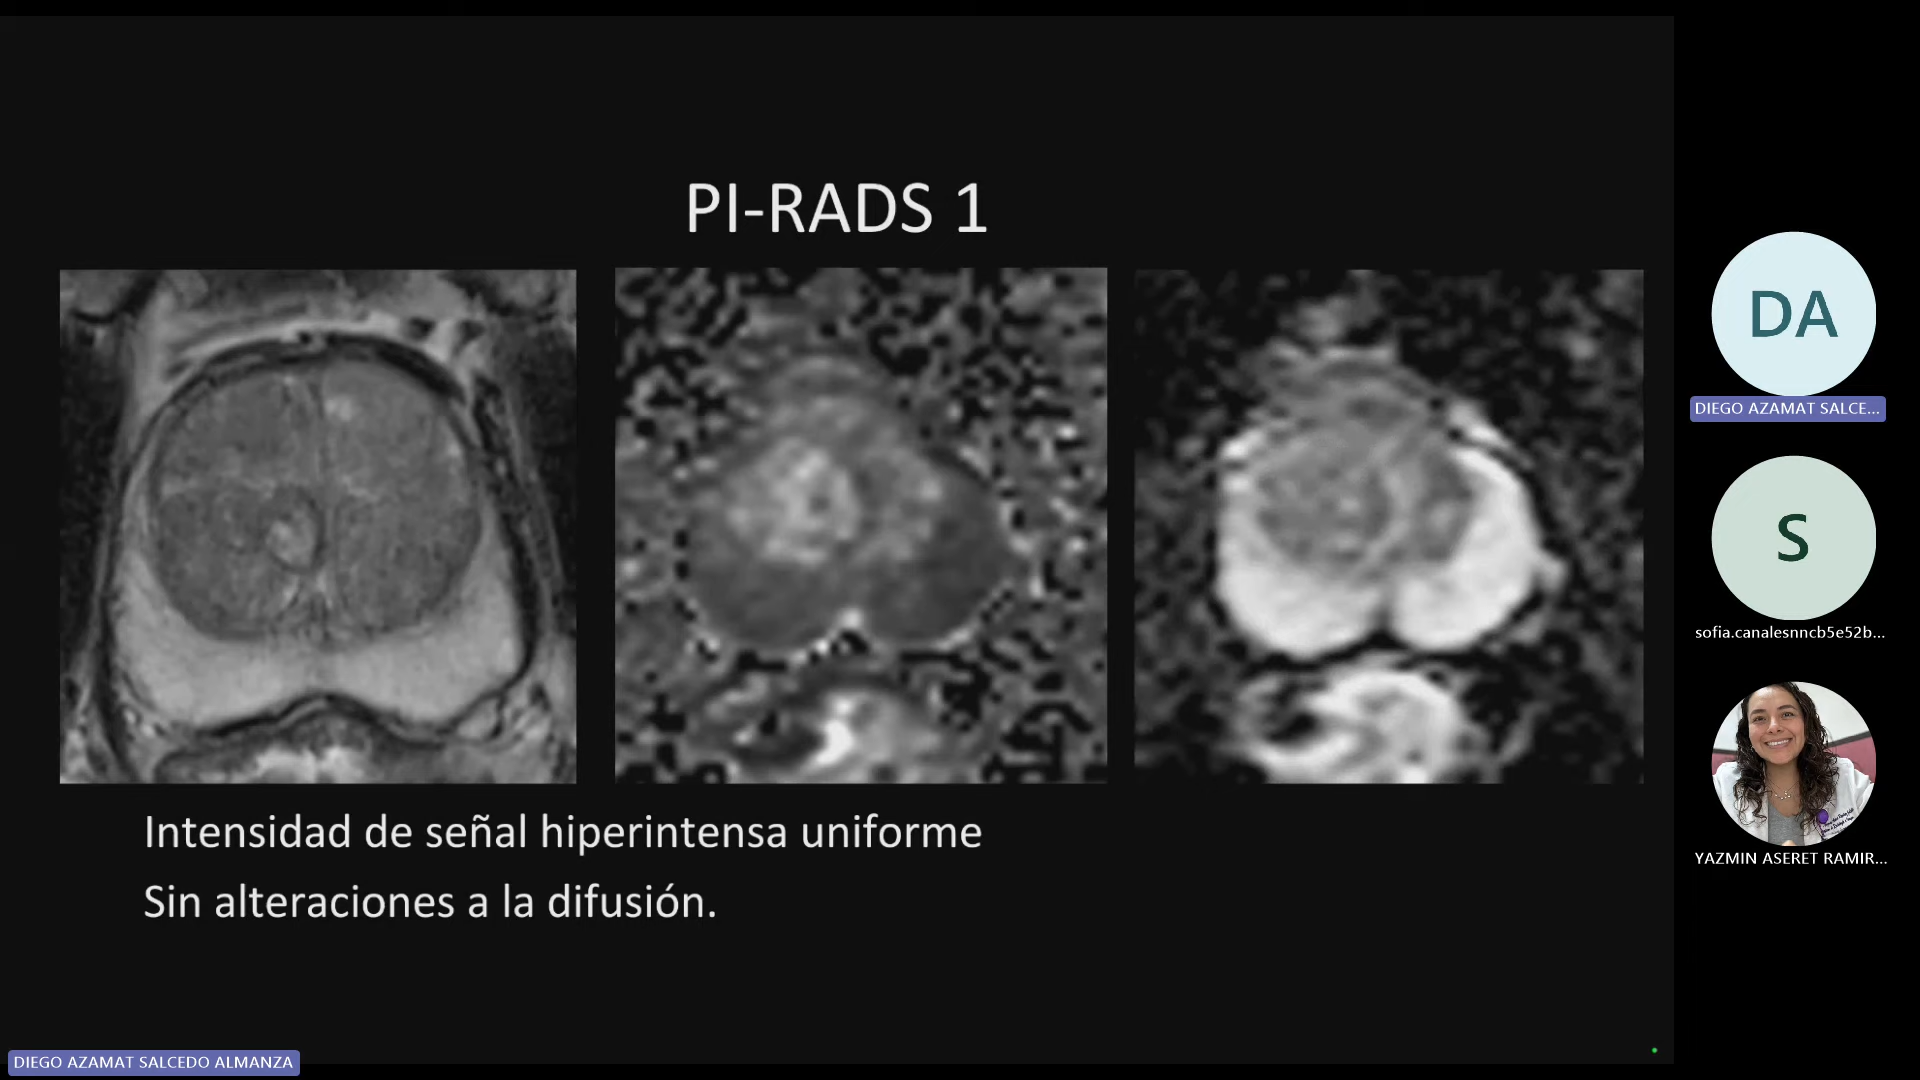 PI-RADS 1
Intensidad de señal hiperintensa uniforme
Sin alteraciones a la difusión.
DA
DIEGO AZAMAT SALCE...
S
sofia.canalesnncb5e52b...
YAZMIN ASERET RAMIR...
DIEGO AZAMAT SALCEDO ALMANZA